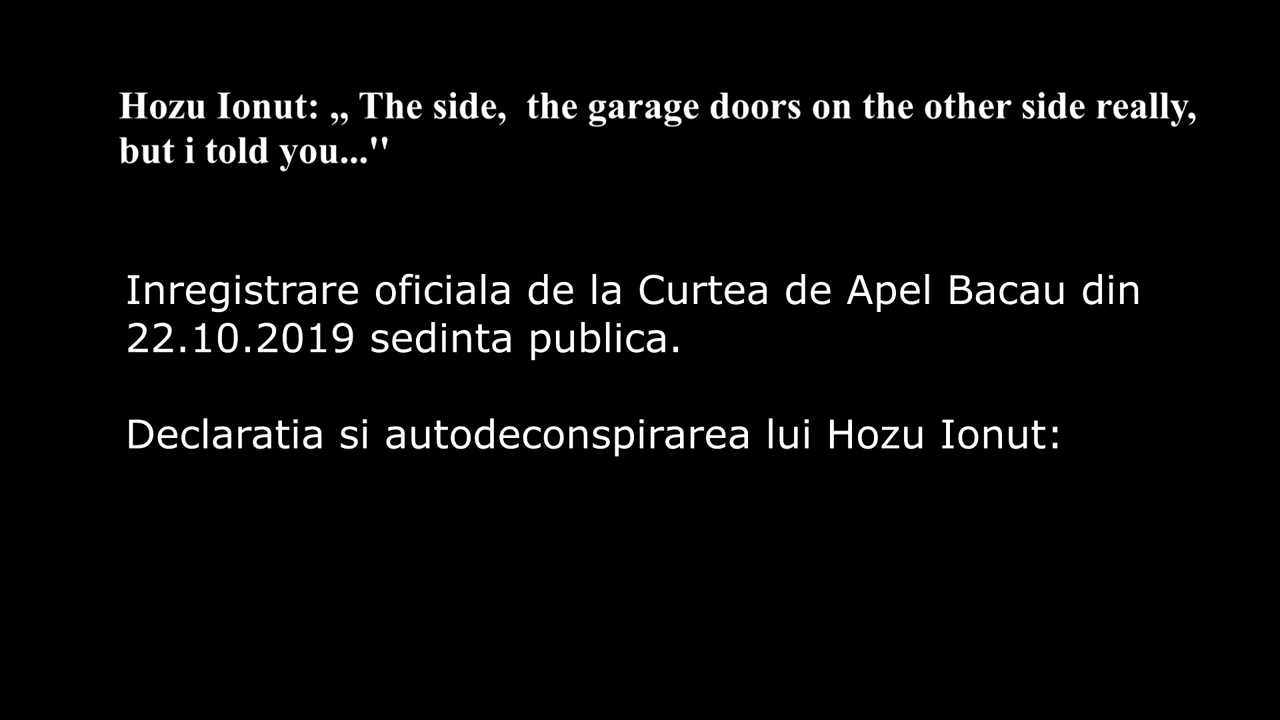 Hozu Ionut: ,, The side,  the garage doors on the other side really,
but i told you...''
Inregistrare oficiala de la Curtea de Apel Bacau din
22.10.2019 sedinta publica.
Declaratia si autodeconspirarea lui Hozu Ionut: